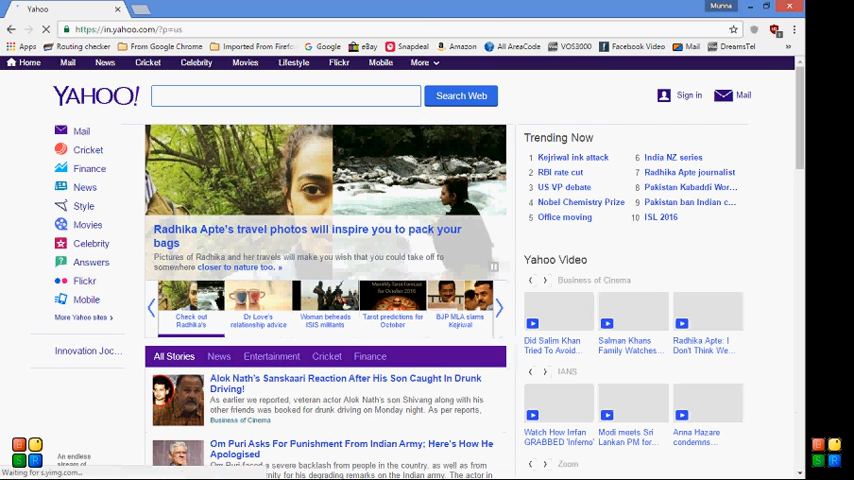 Yahoo
Munna
https://in.yahoo.com/?p=us
Apps Routing checker From Google Chrome Imported From Firefo Google eBay Snapdeal Amazon All AreaCode VOS3000 Facebook Video Mail DreamsTel
Home Mail News Cricket Celebrity Movies Lifestyle Flickr Mobile More
YAHOO!
Search Web
Sign in Mail
Mail
Cricket
Finance
News
Style
Movies
Celebrity
Answers
Flickr
Mobile
More Yahoo sites ›
Innovation Joc...
An endless
stream of
Radhika Apte's travel photos will inspire you to pack your
bags
Pictures of Radhika and her travels will make you wish that you could take off to
somewhere closer to nature too. »
Check out
Radhika's
Dr Love's
relationship advice
Woman beheads
ISIS militants
Monthly Tarot Forecast
for October 2016
Tarot predictions for
October
BJP MLA slams
Kejriwal
All Stories News Entertainment Cricket Finance
Alok Nath's Sanskaari Reaction After His Son Caught In Drunk
Driving!
As earlier we reported, veteran actor Alok Nath's son Shivang along with his
other friends was booked for drunk driving on Monday night. As per reports,
Business of Cinema
Om Puri Asks For Punishment From Indian Army; Here's How He
Apologised
Om Puri faced a severe backlash from people in the country, as well as from
for his degrading remarks on the Indian army. The actor in
Trending Now
1 Kejriwal ink attack
2 RBI rate cut
3 US VP debate
4 Nobel Chemistry Prize
5 Office moving
6 India NZ series
7 Radhika Apte journalist
8 Pakistan Kabaddi Wor...
9 Pakistan ban Indian c...
10 ISL 2016
Yahoo Video
Business of Cinema
Did Salim Khan
Tried To Avoid...
Salman Khans
Family Watches...
Radhika Apte: I
Don't Think We...
IANS
Watch How Irfan
GRABBED 'Inferno'
Modi meets Sri
Lankan PM for...
Anna Hazare
condemns...
Zoom
Waiting for s.yimg.com...
E
S R
E
S R